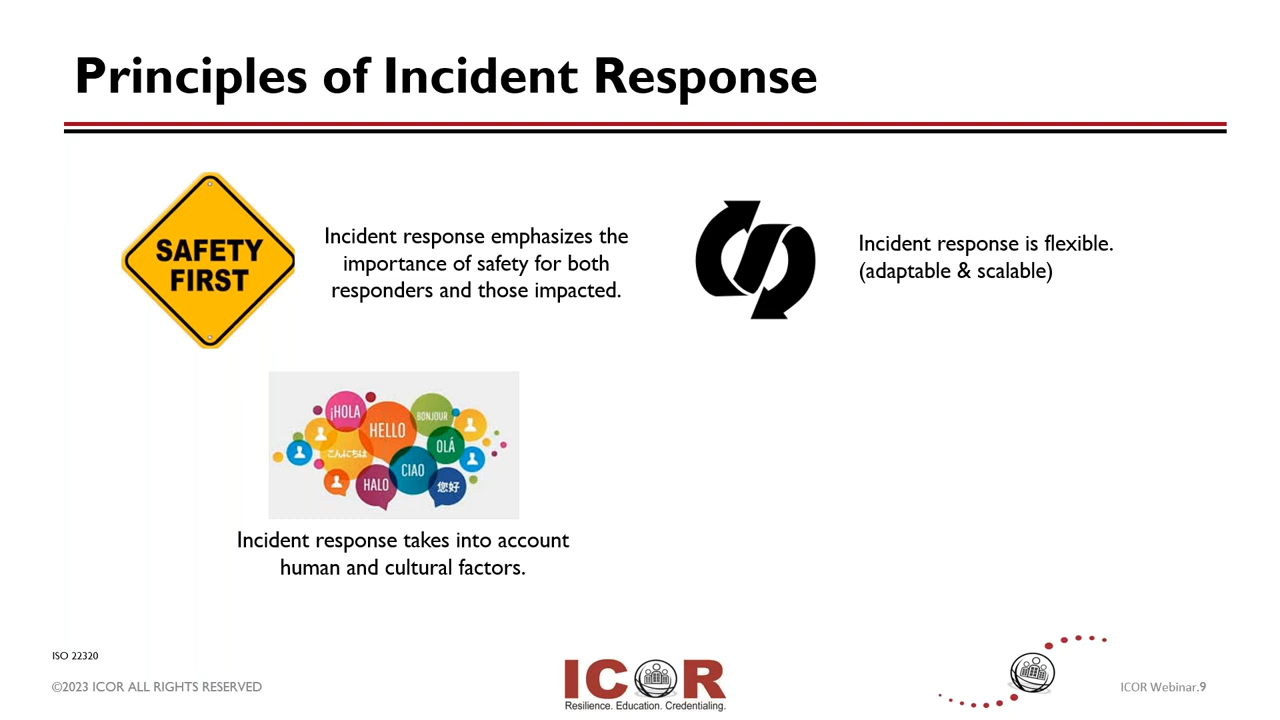 Principles of Incident Response
SAFETY
FIRST
Incident response emphasizes the
importance of safety for both
responders and those impacted.
Incident response is flexible.
(adaptable & scalable)
¡HOLA
HELLO
BONJOUR
OLÁ
こんにちは
CIAO
HALO
您好
Incident response takes into account
human and cultural factors.
ISO 22320
©2023 ICOR ALL RIGHTS RESERVED
ICOR
Resilience. Education. Credentialing.
ICOR Webinar.9